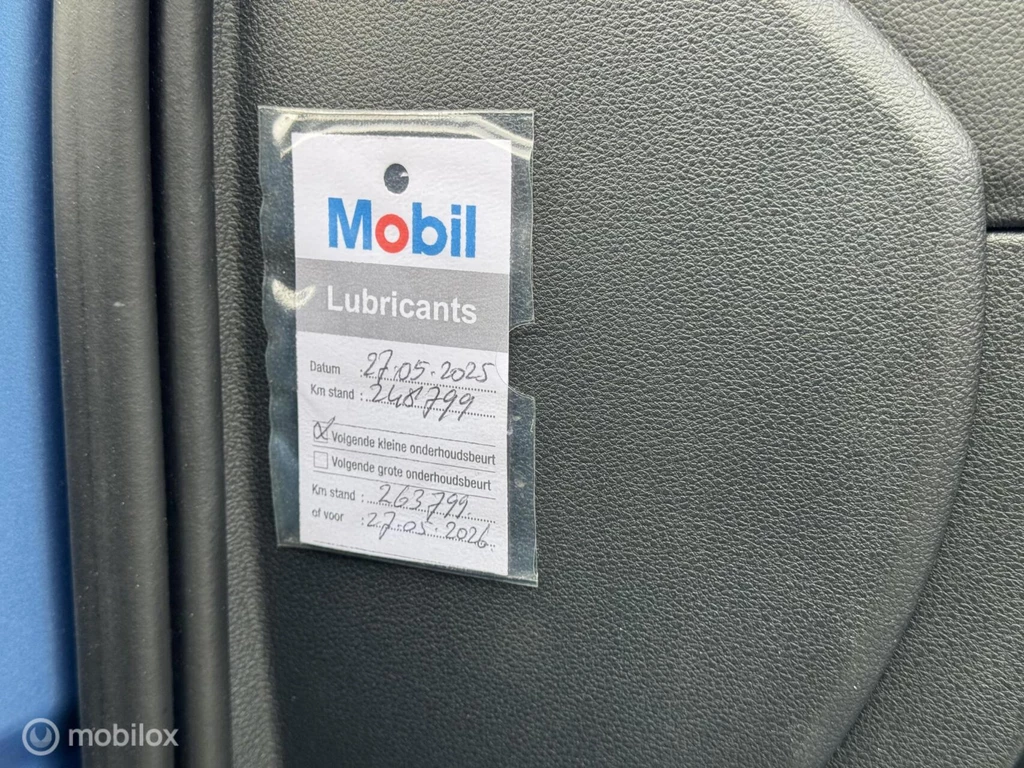 Mobil
Lubricants
Datum : 27.05.2025
Km stand : 248799
Volgende kleine onderhoudsbeurt
Volgende grote onderhoudsbeurt
Km stand : 263799
of voor : 27.05.2026
mobilox